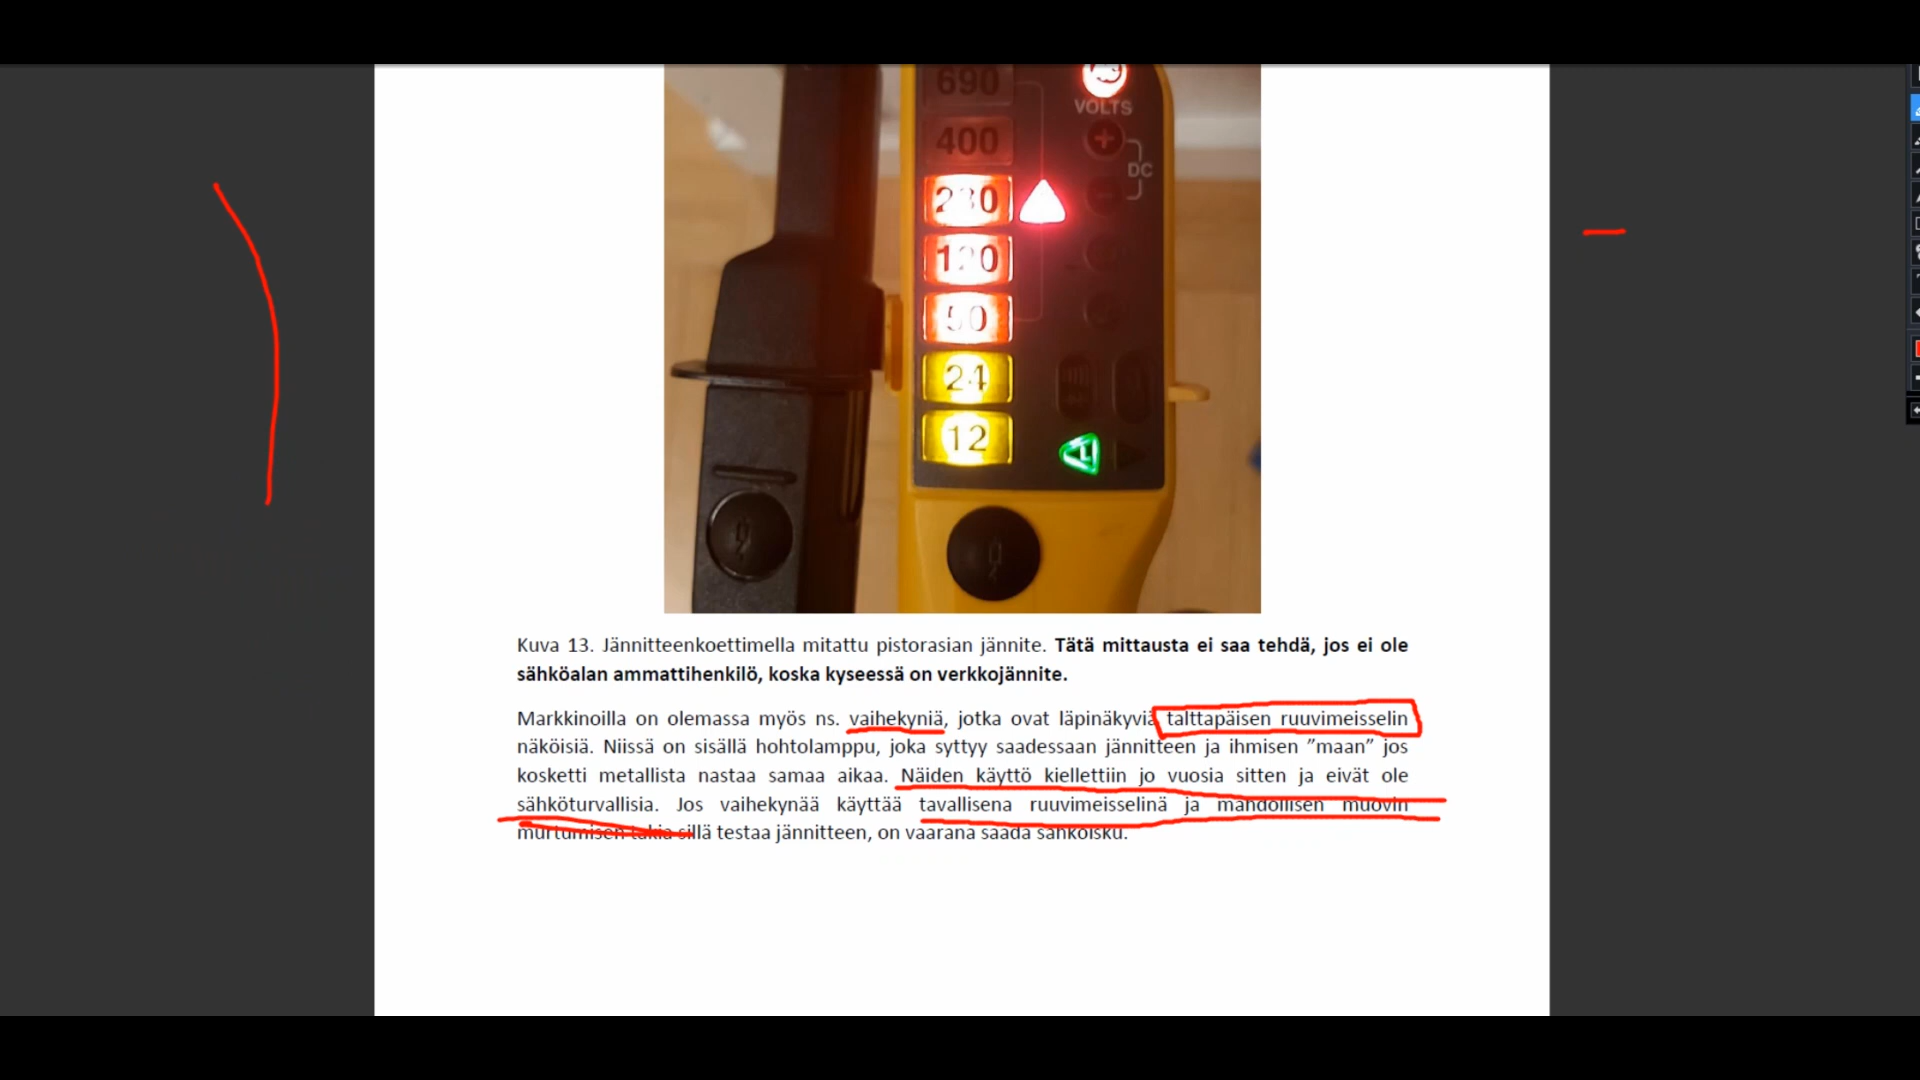 690
VOLTS
400
DC
230
120
50
24
12
Kuva 13. Jännitteenkoettimella mitattu pistorasian jännite. Tätä mittausta ei saa tehdä, jos ei ole
sähköalan ammattihenkilö, koska kyseessä on verkkojännite.
Markkinoilla on olemassa myös ns. vaihekyniä, jotka ovat läpinäkyviä talttapäisen ruuvimeisselin
näköisiä. Niissä on sisällä hohtolamppu, joka syttyy saadessaan jännitteen ja ihmisen ”maan” jos
kosketti metallista nastaa samaa aikaa. Näiden käyttö kiellettiin jo vuosia sitten ja eivät ole
sähköturvallisia. Jos vaihekynää käyttää tavallisena ruuvimeisselinä ja mahdollisen muovin
murtumisen takia sillä testaa jännitteen, on vaarana saada sähköisku.